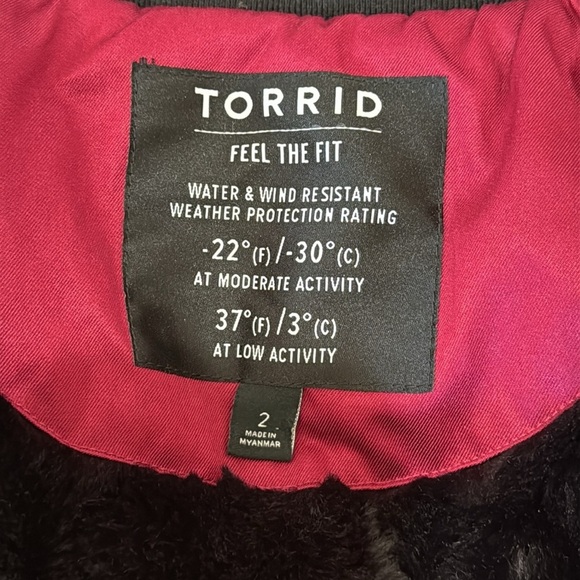 TORRID
FEEL THE FIT
WATER & WIND RESISTANT
WEATHER PROTECTION RATING
-22°(F)/-30°(C)
AT MODERATE ACTIVITY
37°(F)/3°(C)
AT LOW ACTIVITY
2
MADE IN
MYANMAR